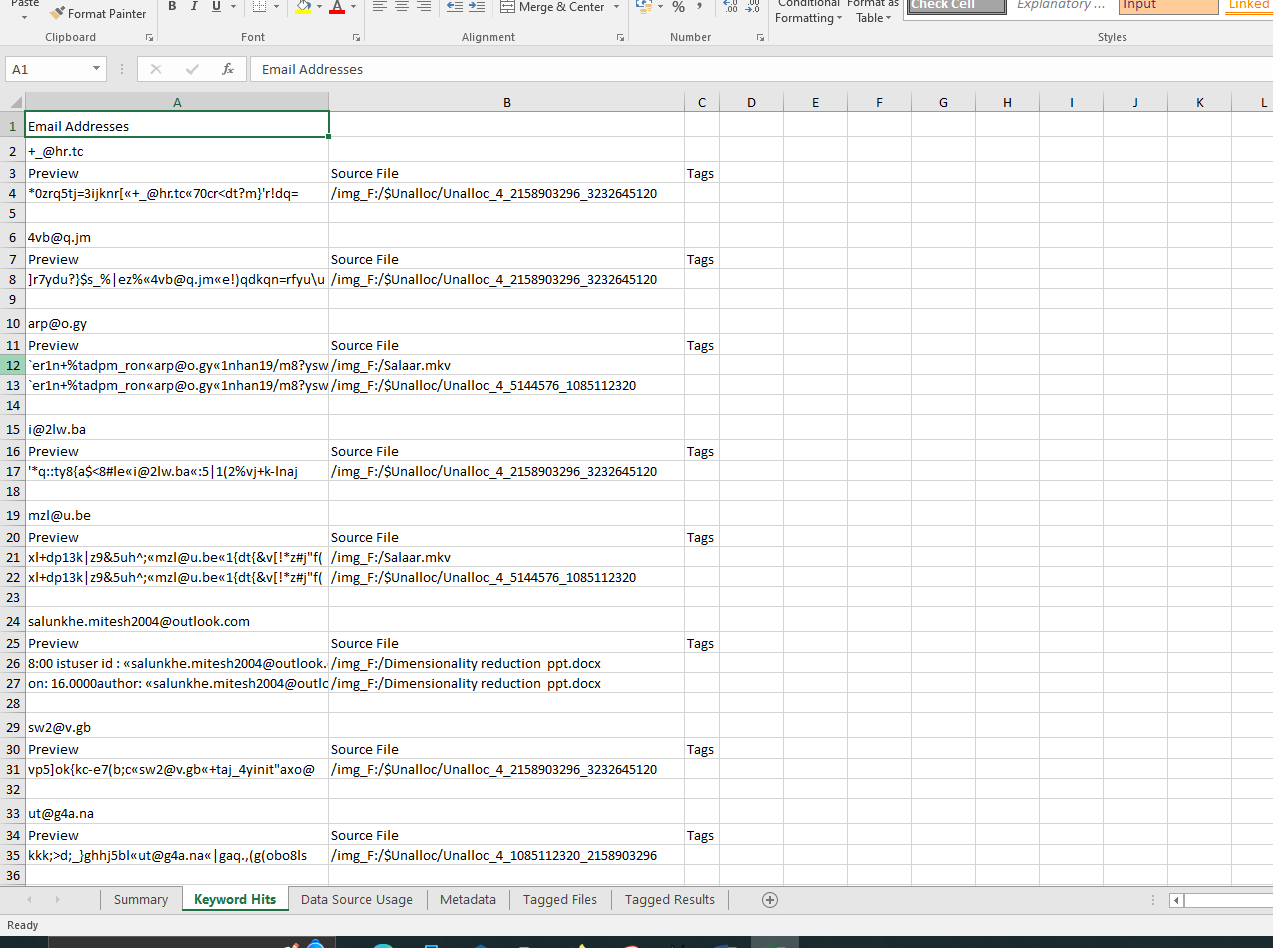 Paste
Format Painter
B I U
A
Merge & Center
% ,
Conditional Formatting
Format as Table
Check Cell
Explanatory ...
Input
Linked
Clipboard
Font
Alignment
Number
Styles
A1
fx
Email Addresses
A B C D E F G H I J K L
1 Email Addresses
2 +_@hr.tc
3 Preview Source File Tags
4 *0zrq5tj=3ijknr[«+_@hr.tc«70cr<dt?m}'r!dq= /img_F:/$Unalloc/Unalloc_4_2158903296_3232645120
5
6 4vb@q.jm
7 Preview Source File Tags
8 ]r7ydu?}$s_%|ez%«4vb@q.jm«e!)qdkqn=rfyu\u /img_F:/$Unalloc/Unalloc_4_2158903296_3232645120
9
10 arp@o.gy
11 Preview Source File Tags
12 `er1n+%tadpm_ron«arp@o.gy«1nhan19/m8?ysw /img_F:/Salaar.mkv
13 `er1n+%tadpm_ron«arp@o.gy«1nhan19/m8?ysw /img_F:/$Unalloc/Unalloc_4_5144576_1085112320
14
15 i@2lw.ba
16 Preview Source File Tags
17 '*q::ty8{a$<8#le«i@2lw.ba«:5|1(2%vj+k-lnaj /img_F:/$Unalloc/Unalloc_4_2158903296_3232645120
18
19 mzl@u.be
20 Preview Source File Tags
21 xl+dp13k|z9&5uh^;«mzl@u.be«1{dt{&v[!*z#j"f( /img_F:/Salaar.mkv
22 xl+dp13k|z9&5uh^;«mzl@u.be«1{dt{&v[!*z#j"f( /img_F:/$Unalloc/Unalloc_4_5144576_1085112320
23
24 salunkhe.mitesh2004@outlook.com
25 Preview Source File Tags
26 8:00 istuser id : «salunkhe.mitesh2004@outlook. /img_F:/Dimensionality reduction ppt.docx
27 on: 16.0000author: «salunkhe.mitesh2004@outlo /img_F:/Dimensionality reduction ppt.docx
28
29 sw2@v.gb
30 Preview Source File Tags
31 vp5]ok{kc-e7(b;c«sw2@v.gb«+taj_4yinit"axo@ /img_F:/$Unalloc/Unalloc_4_2158903296_3232645120
32
33 ut@g4a.na
34 Preview Source File Tags
35 kkk;>d;_}ghhj5bl«ut@g4a.na«|gaq.,(g(obo8ls /img_F:/$Unalloc/Unalloc_4_1085112320_2158903296
36
Summary Keyword Hits Data Source Usage Metadata Tagged Files Tagged Results
Ready